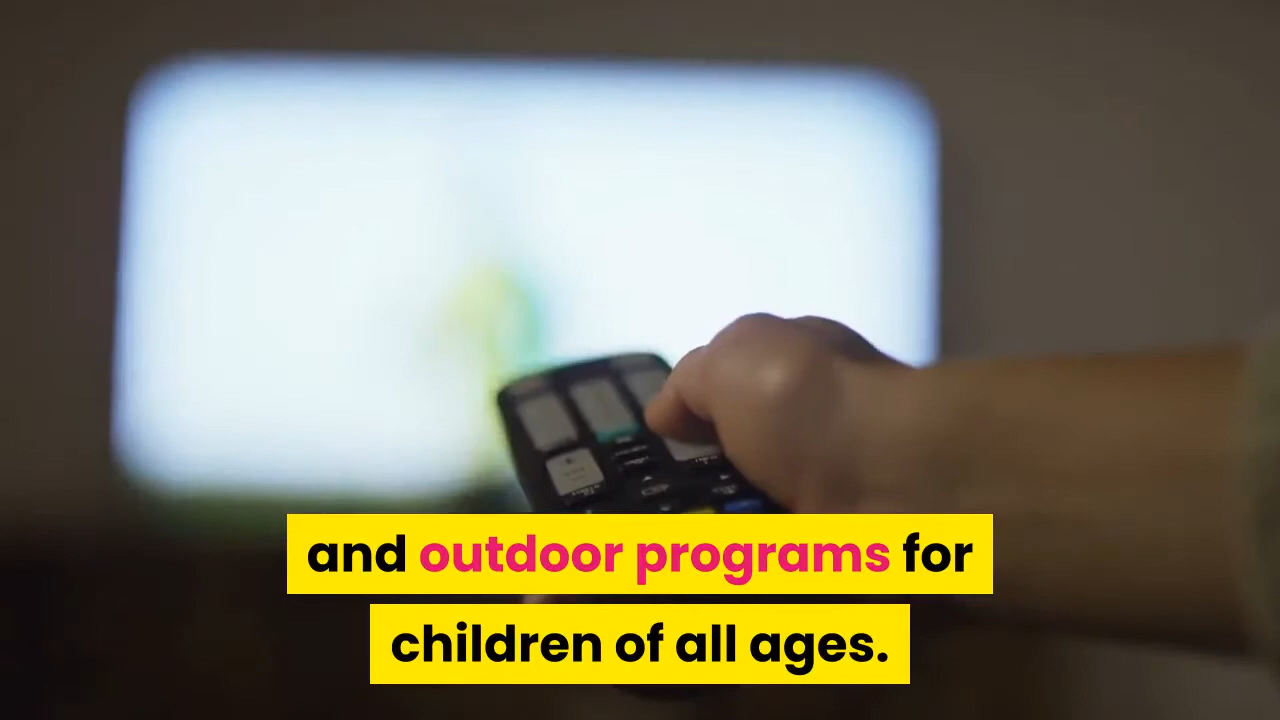 and outdoor programs for
children of all ages.